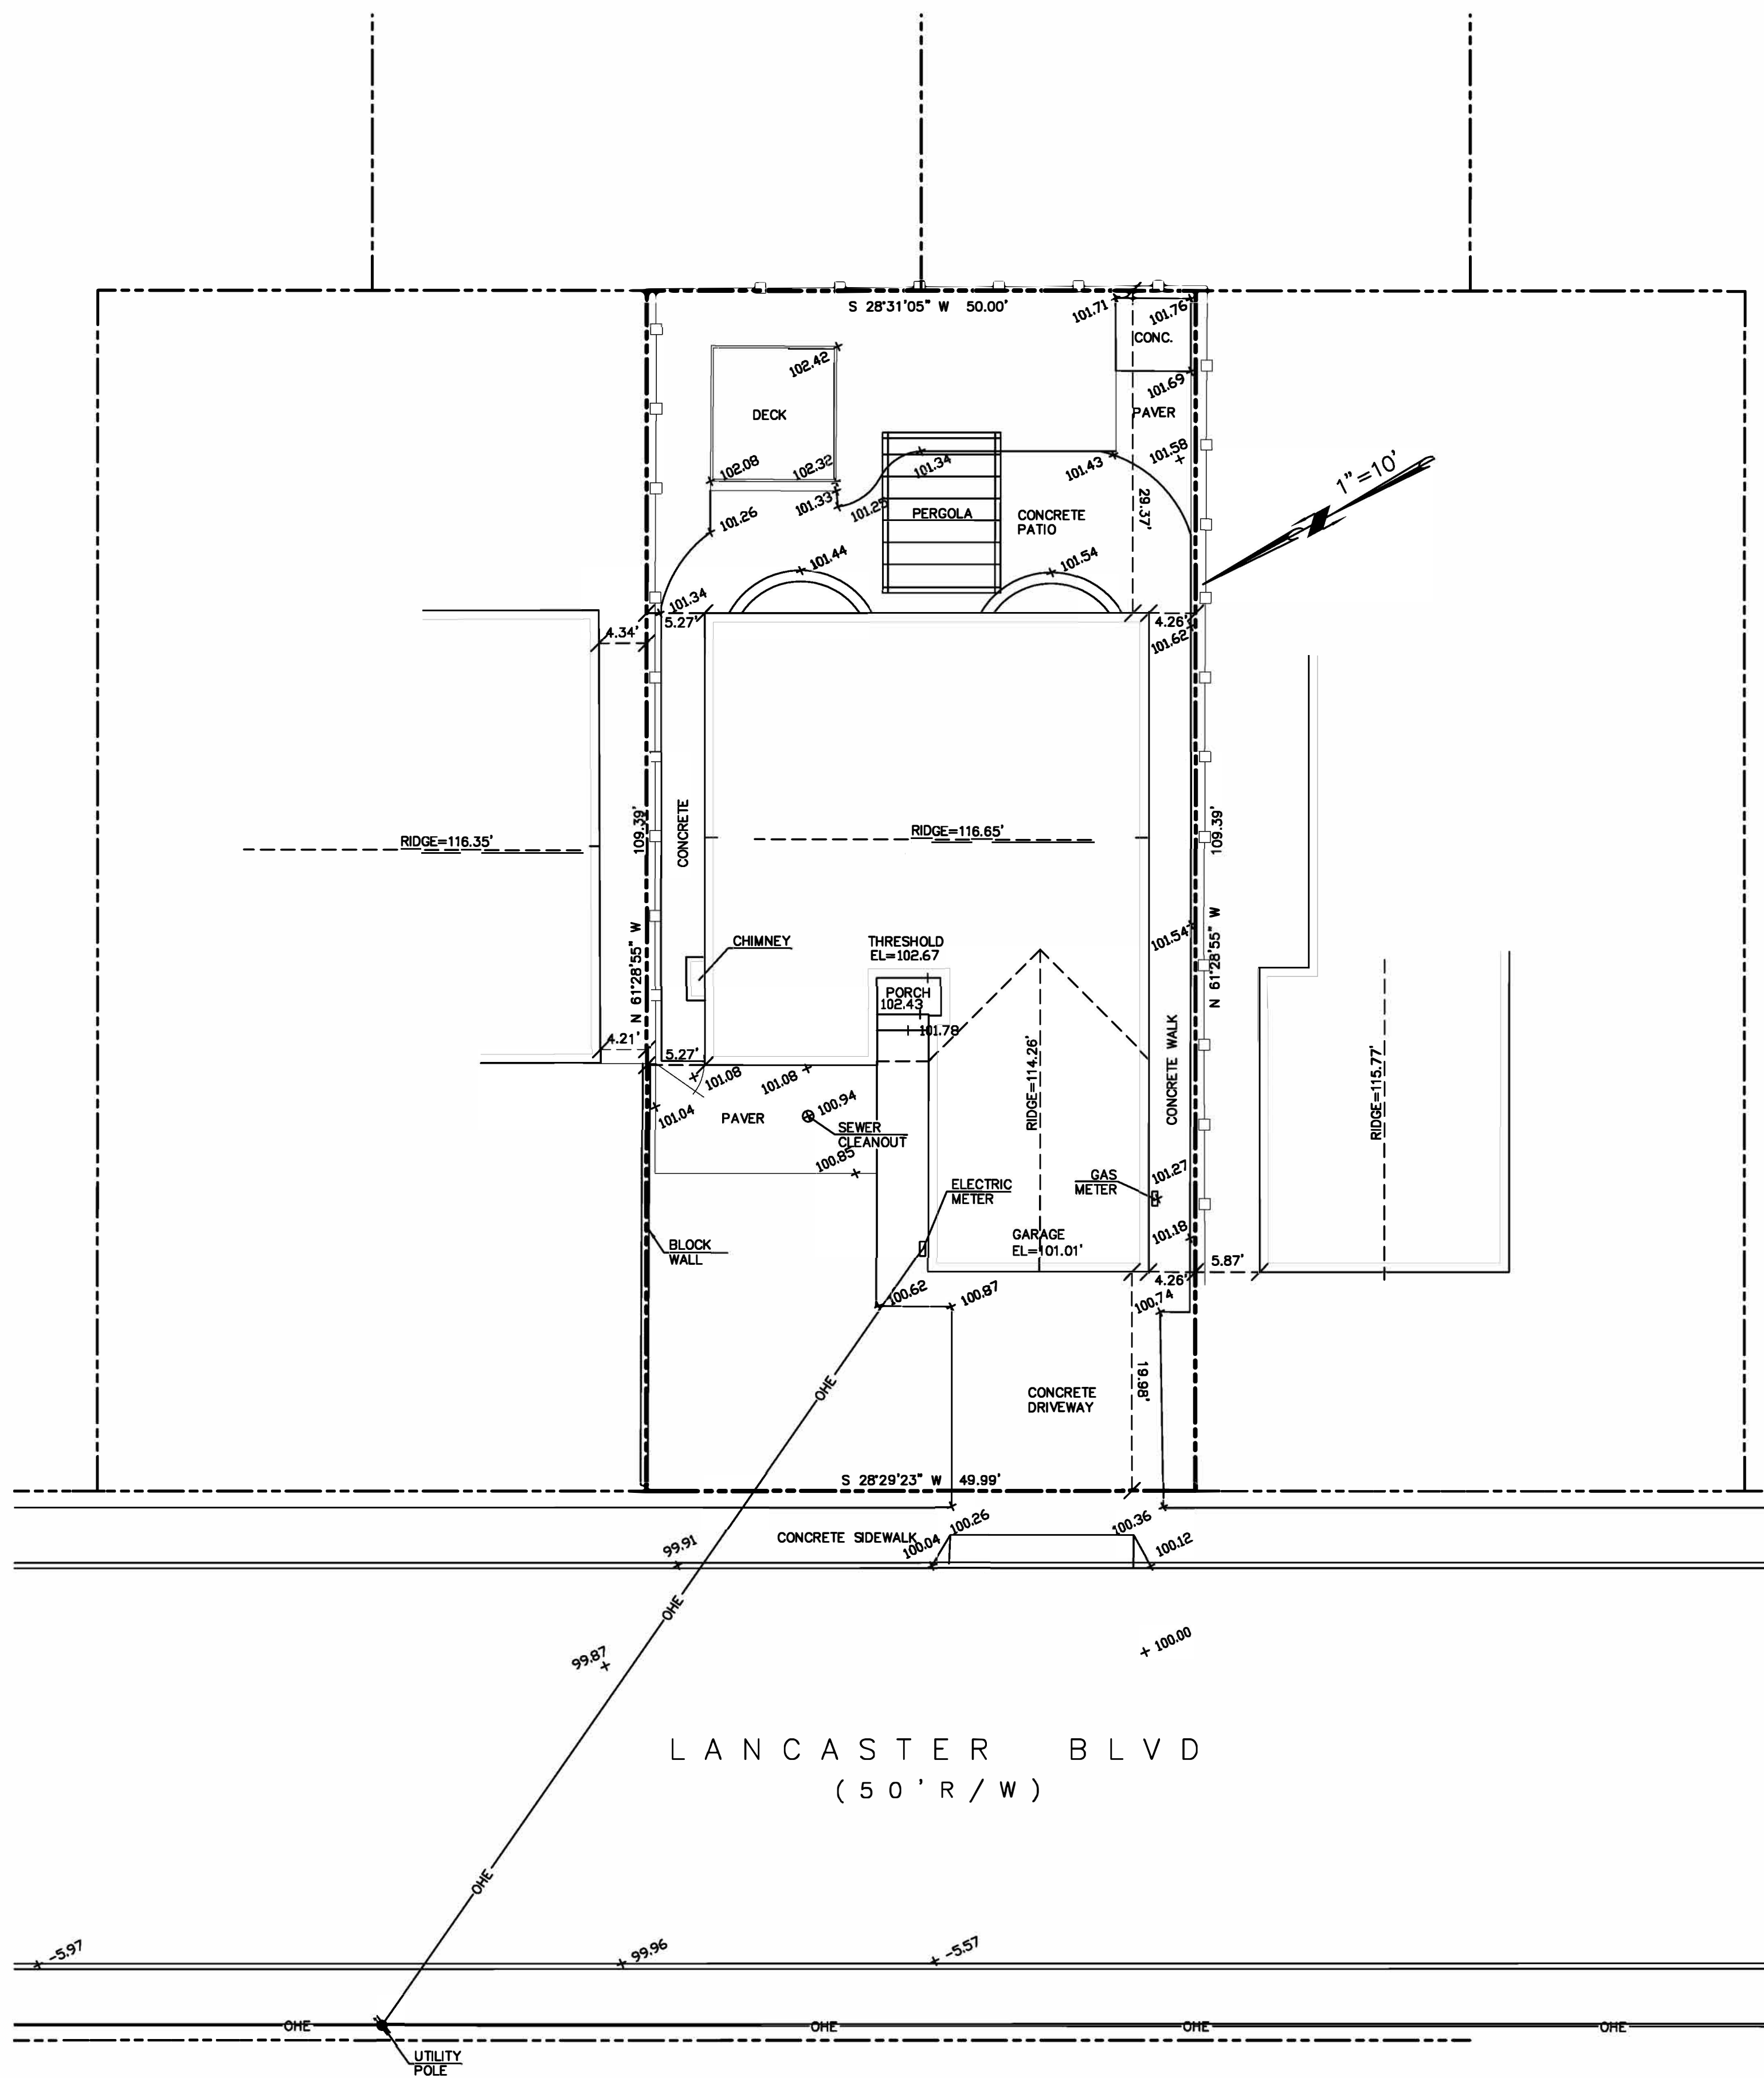 S 28°31'05" W 50.00'
101.71
101.76
CONC.
102.42
101.69
DECK
PAVER
1"=10'
102.08
102.32
101.34
101.43
101.58
101.33
101.25
29.37'
101.26
PERGOLA
CONCRETE
PATIO
101.44
101.54
101.34
5.27'
4.34'
4.26'
101.62
RIDGE=116.35'
109.39'
CONCRETE
RIDGE=116.65'
109.39'
N 61°28'55" W
CHIMNEY
THRESHOLD
EL=102.67
101.54
N 61°28'55" W
PORCH
102.43
101.78
4.21'
5.27'
101.08
101.08
101.04
PAVER
100.94
SEWER
CLEANOUT
100.85
RIDGE=114.26'
CONCRETE WALK
RIDGE=115.77'
ELECTRIC
METER
GAS
METER
101.27
101.18
BLOCK
WALL
GARAGE
EL=101.01'
5.87'
4.26'
100.62
100.87
100.74
OHE
CONCRETE
DRIVEWAY
19.98'
S 28°29'23" W 49.99'
CONCRETE SIDEWALK
100.26
100.36
99.91
100.04
100.12
OHE
99.87
100.00
LANCASTER BLVD
(50'R/W)
OHE
-5.97
99.96
-5.57
OHE
OHE
OHE
OHE
UTILITY
POLE